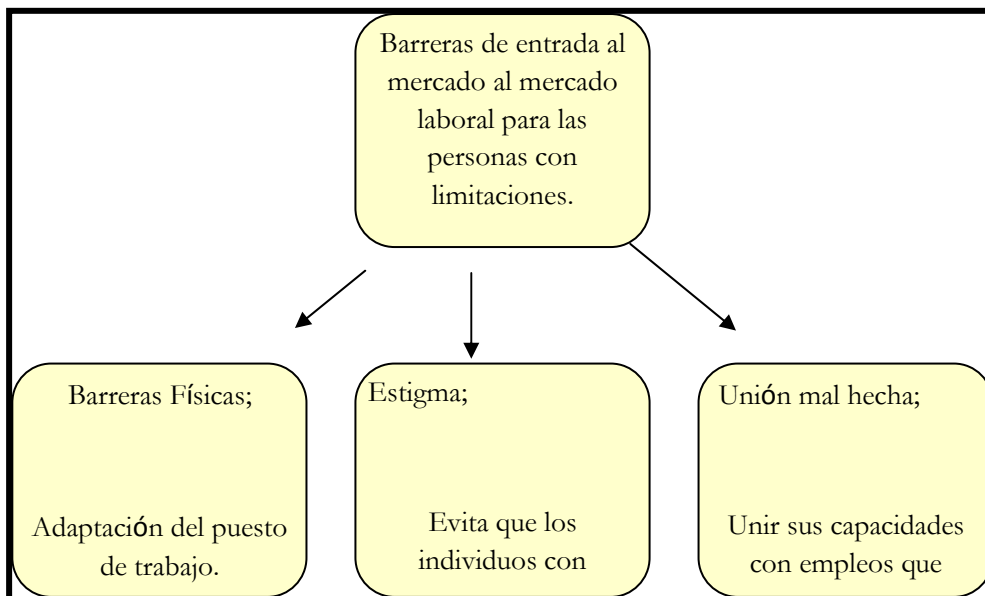 Barreras de entrada al
mercado al mercado
laboral para las
personas con
limitaciones.
Barreras Físicas;
Adaptación del puesto
de trabajo.
Estigma;
Evita que los
individuos con
Unión mal hecha;
Unir sus capacidades
con empleos que